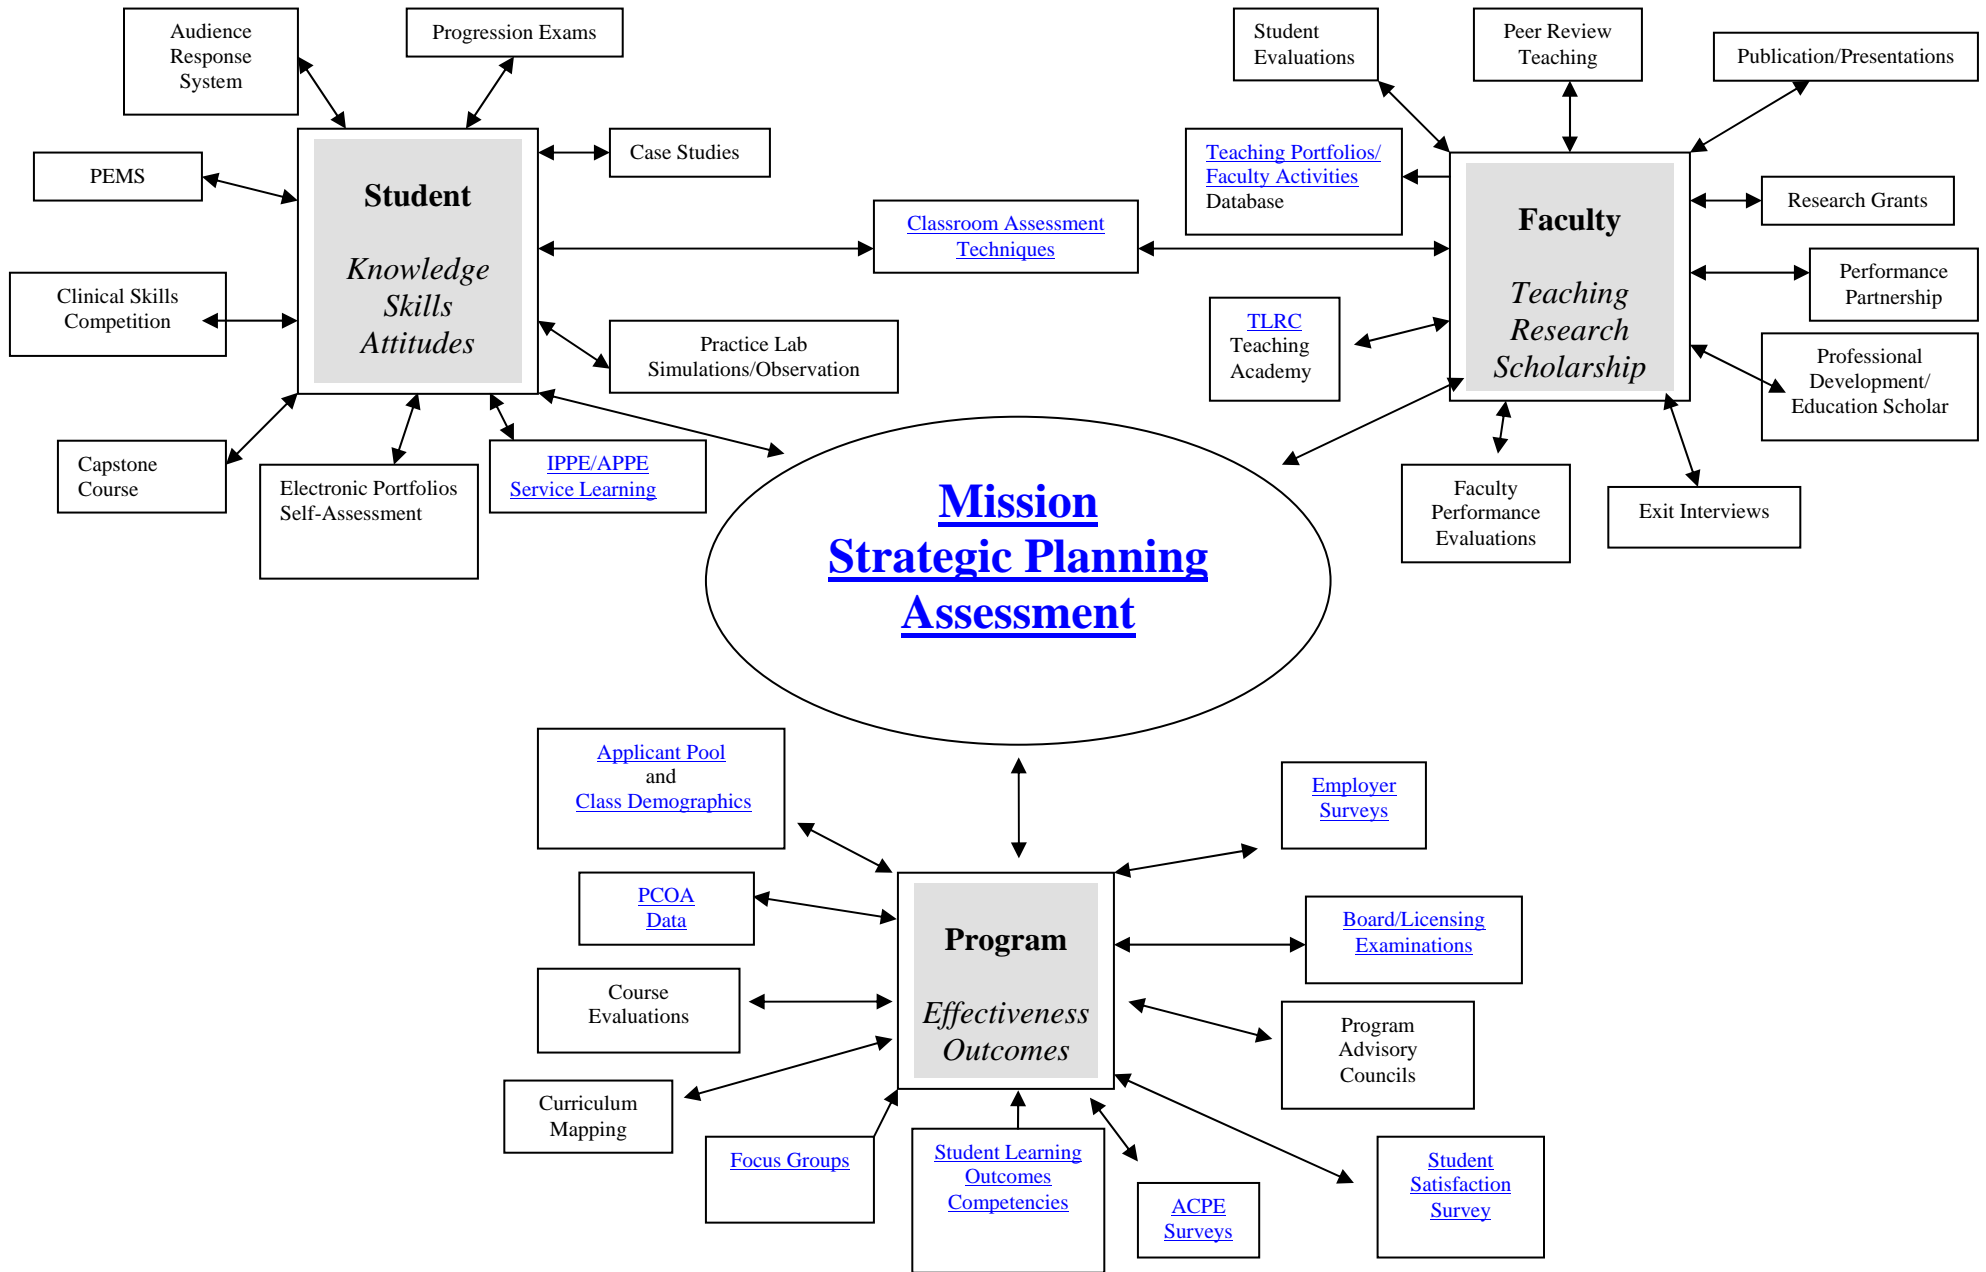 Audience
Response
System
Progression Exams
Student
Evaluations
Peer Review
Teaching
Publication/Presentations
PEMS
Case Studies
Student
Knowledge
Skills
Attitudes
Classroom Assessment
Techniques
Teaching Portfolios/
Faculty Activities
Database
Faculty
Teaching
Research
Scholarship
Research Grants
Clinical Skills
Competition
Practice Lab
Simulations/Observation
TLRC
Teaching
Academy
Performance
Partnership
Professional
Development/
Education Scholar
Capstone
Course
Electronic Portfolios
Self-Assessment
IPPE/APPE
Service Learning
Faculty
Performance
Evaluations
Exit Interviews
Mission
Strategic Planning
Assessment
Applicant Pool
and
Class Demographics
Employer
Surveys
PCOA
Data
Program
Effectiveness
Outcomes
Board/Licensing
Examinations
Course
Evaluations
Program
Advisory
Councils
Curriculum
Mapping
Focus Groups
Student Learning
Outcomes
Competencies
ACPE
Surveys
Student
Satisfaction
Survey